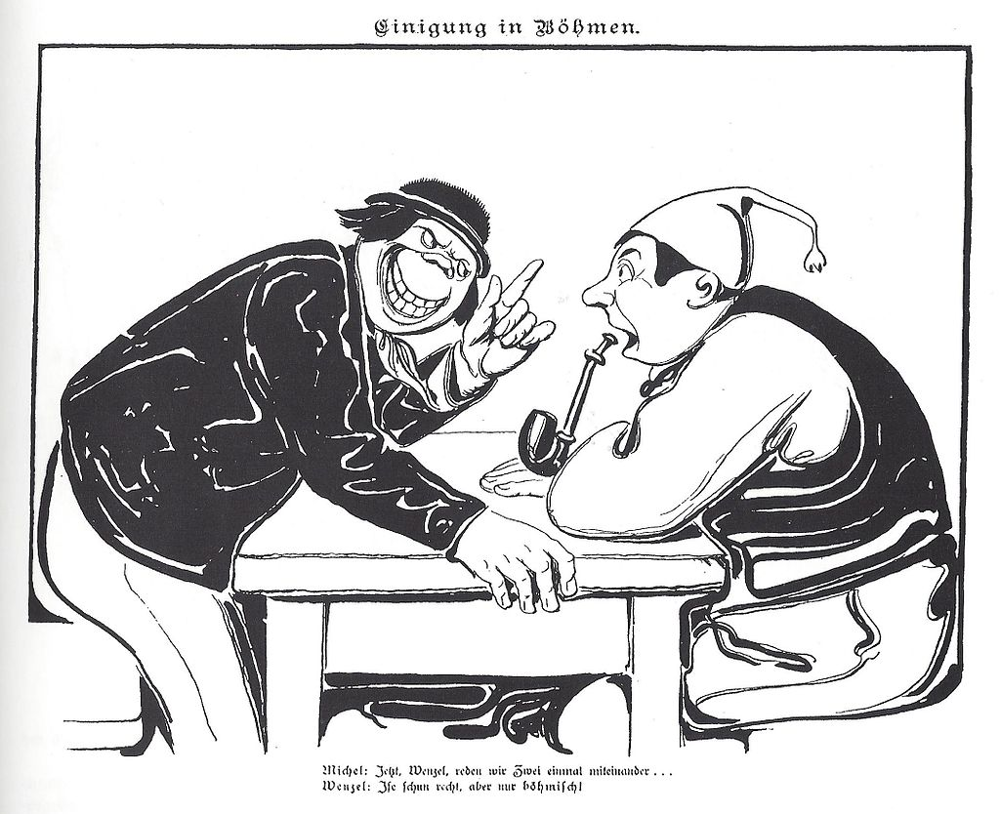 Einigung in Böhmen.
Michel: Jetzt, Wenzel, reden wir Zwei einmal miteinander . . .
Wenzel: Ise schun recht, aber nur böhmisch!